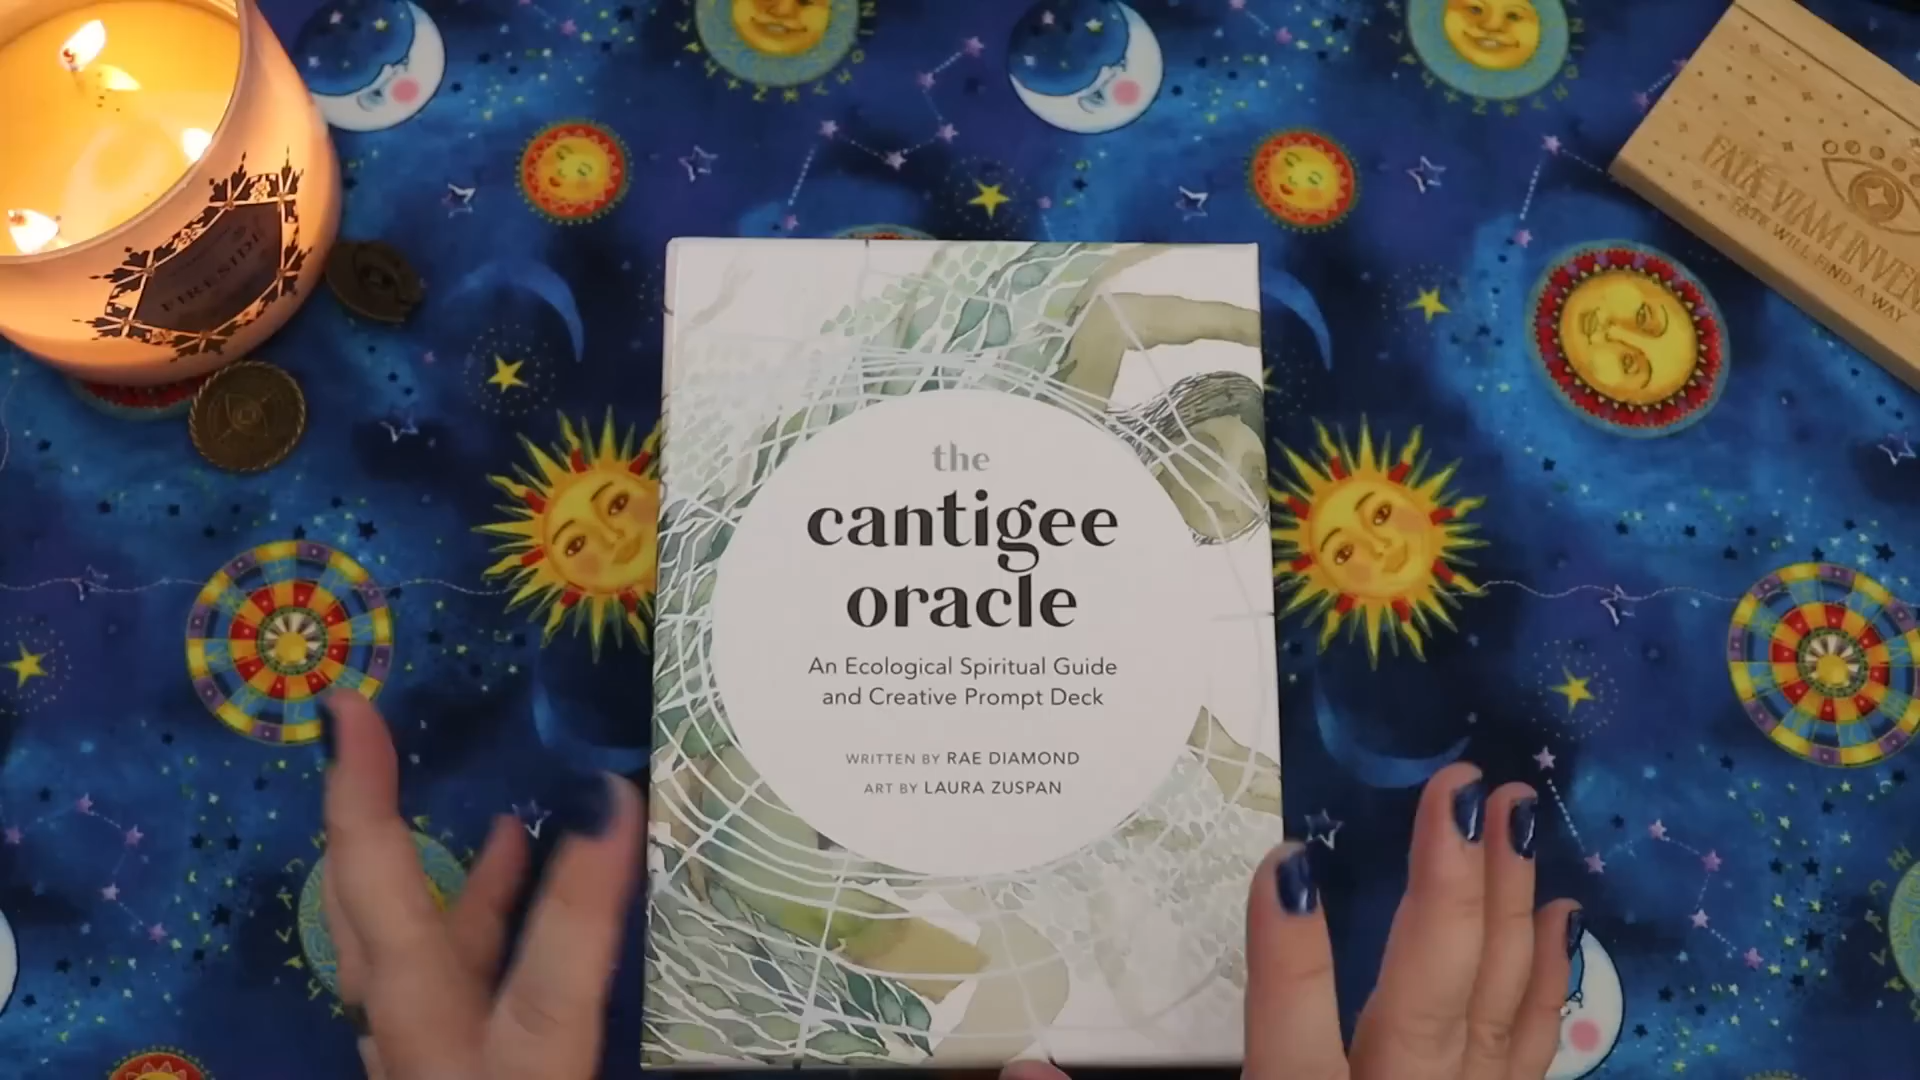 the
cantigee
oracle
An Ecological Spiritual Guide
and Creative Prompt Deck
WRITTEN BY RAE DIAMOND
ART BY LAURA ZUSPAN
FIRESIDE
FATE WILL FIND A WAY